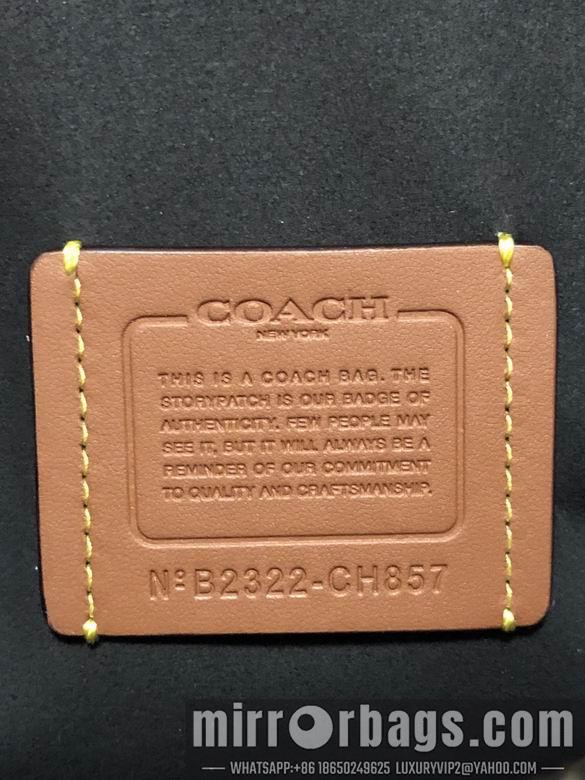 COACH
NEW YORK
THIS IS A COACH BAG. THE
STORYPATCH IS OUR BADGE OF
AUTHENTICITY. FEW PEOPLE MAY
SEE IT, BUT IT WILL ALWAYS BE A
REMINDER OF OUR COMMITMENT
TO QUALITY AND CRAFTSMANSHIP.
Nº B2322-CH857
mirrorbags.com
WHATSAPP:+86 18650249625 LUXURYVIP2@YAHOO.COM